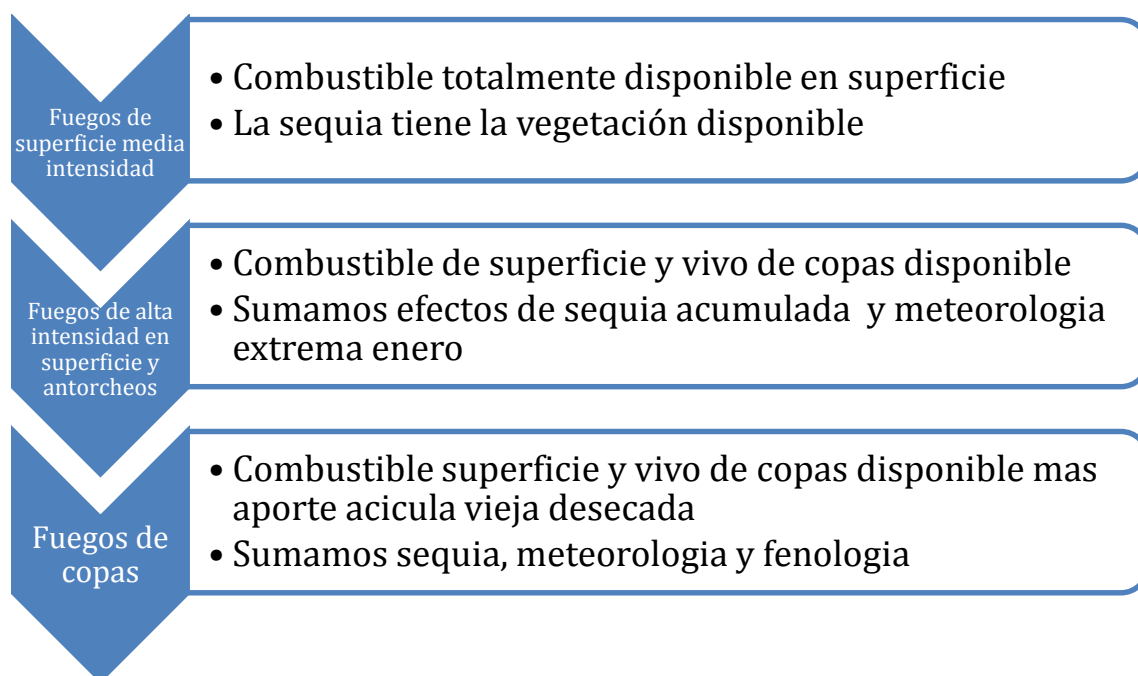 Fuegos de
superficie media
intensidad
• Combustible totalmente disponible en superficie
• La sequia tiene la vegetación disponible
Fuegos de alta
intensidad en
superficie y
antorcheos
• Combustible de superficie y vivo de copas disponible
• Sumamos efectos de sequia acumulada y meteorologia
extrema enero
Fuegos de
copas
• Combustible superficie y vivo de copas disponible mas
aporte acicula vieja desecada
• Sumamos sequia, meteorologia y fenologia